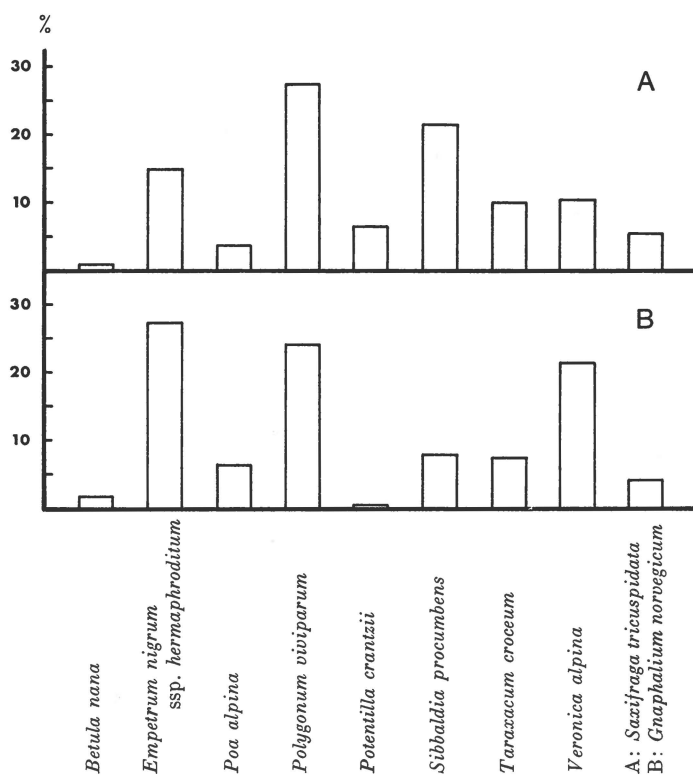 %
30
A
20
10
30
B
20
10
Betula nana
Empetrum nigrum
ssp. hermaphroditum
Poa alpina
Polygonum viviparum
Potentilla crantzii
Sibbaldia procumbens
Taraxacum croceum
Veronica alpina
A: Saxifraga tricuspidata
B: Gnaphalium norvegicum